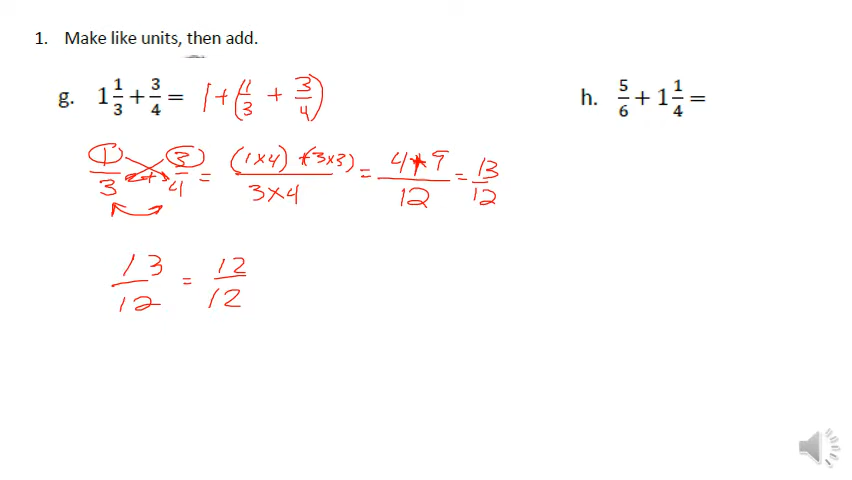 1. Make like units, then add.
g. 1 1/3 + 3/4 = 1 + (1/3 + 3/4)
h. 5/6 + 1 1/4 =
1/3 + 3/4 = (1 x 4) + (3 x 3) / 3 x 4 = 4 + 9 / 12 = 13/12
13/12 = 12/12